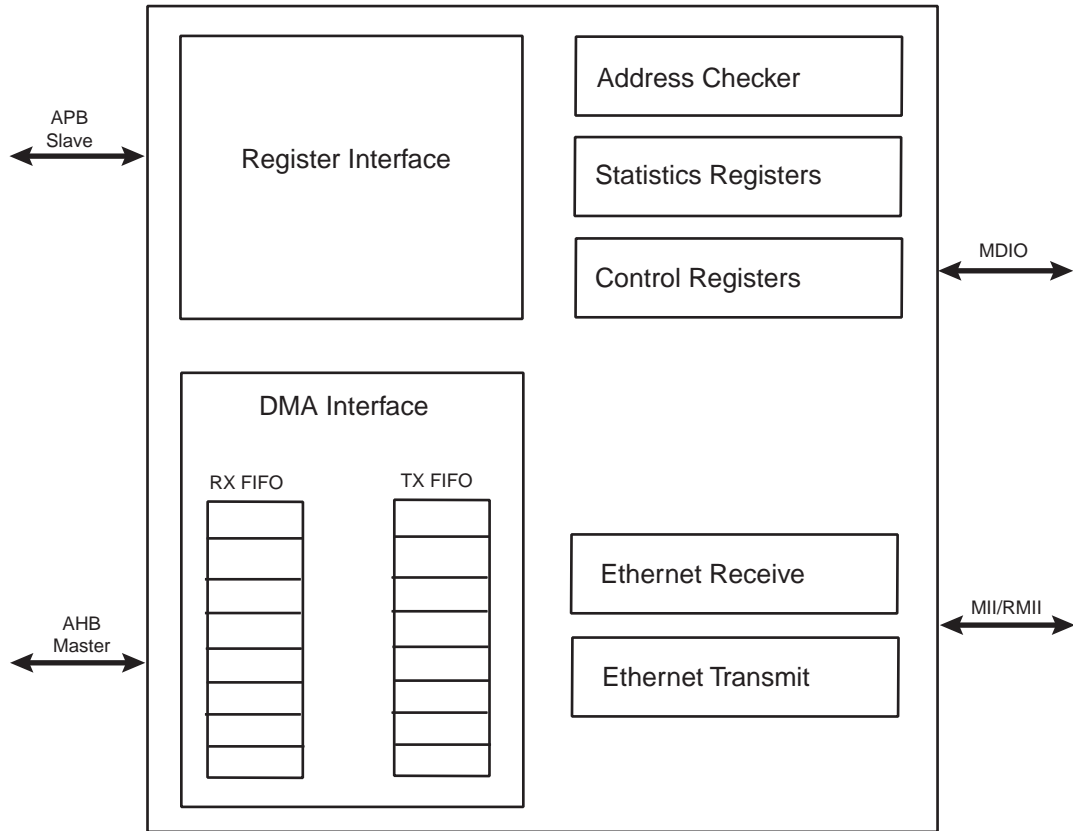 APB
Slave
Register Interface
Address Checker
Statistics Registers
Control Registers
MDIO
DMA Interface
RX FIFO
TX FIFO
AHB
Master
Ethernet Receive
Ethernet Transmit
MII/RMII